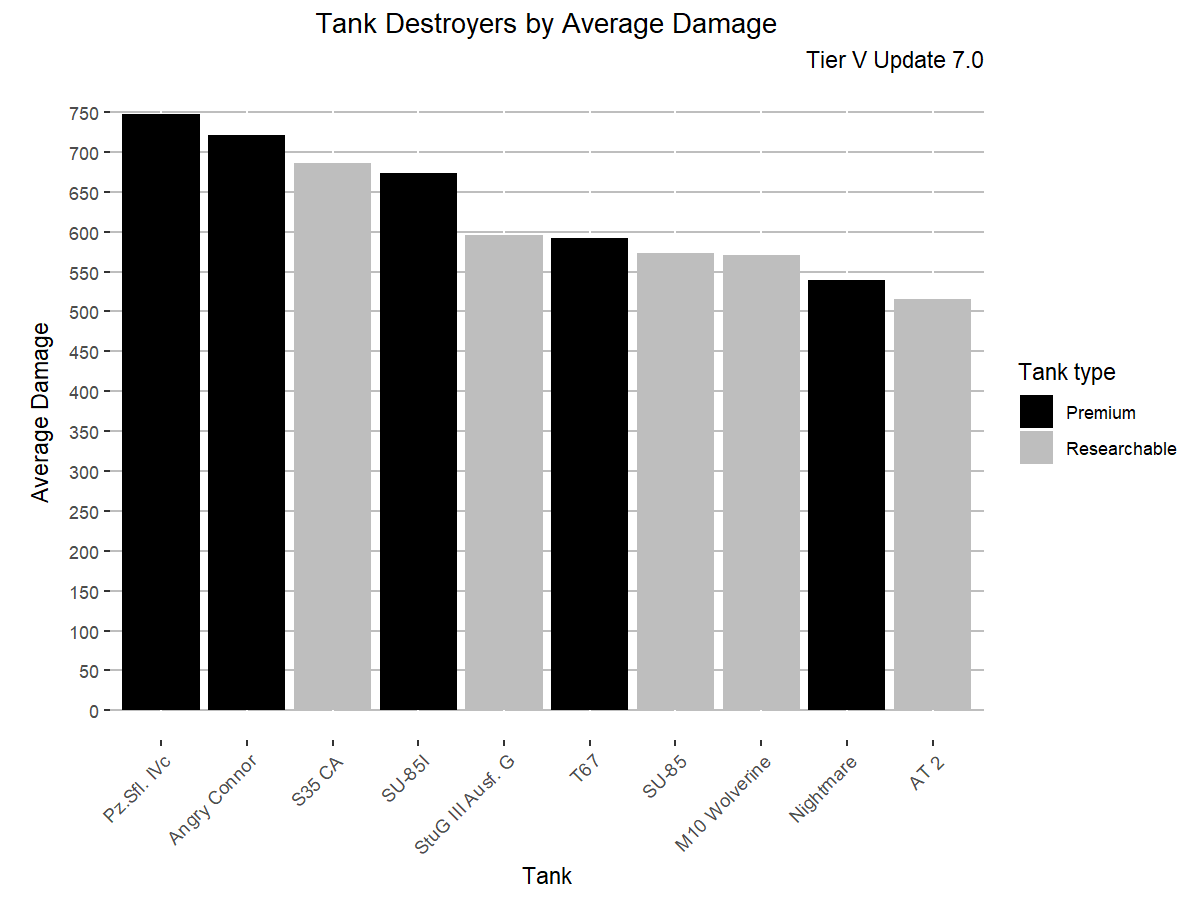 Tank Destroyers by Average Damage
Tier V Update 7.0
Average Damage
750
700
650
600
550
500
450
400
350
300
250
200
150
100
50
0
Pz.Sfl. IVc
Angry Connor
S35 CA
SU-85I
StuG III Ausf. G
T67
SU-85
M10 Wolverine
Nightmare
AT 2
Tank
Tank type
Premium
Researchable